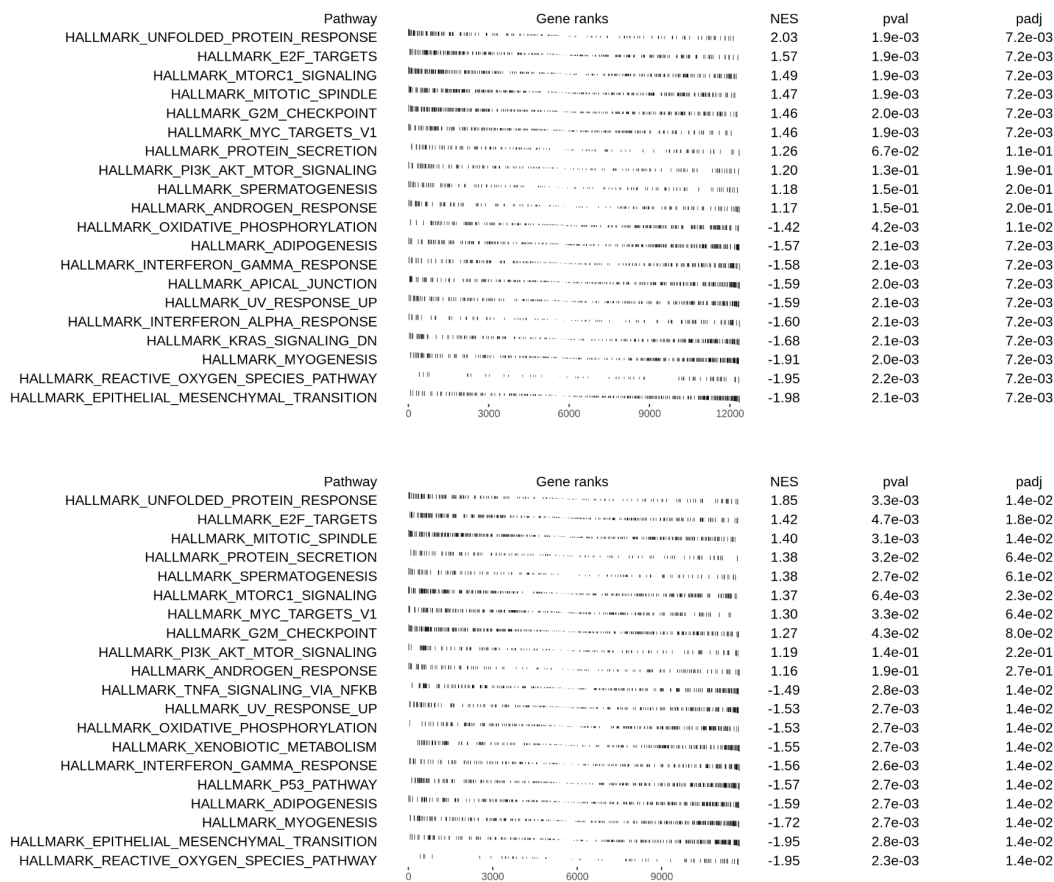 Pathway Gene ranks NES pval padj
HALLMARK_UNFOLDED_PROTEIN_RESPONSE 2.03 1.9e-03 7.2e-03
HALLMARK_E2F_TARGETS 1.57 1.9e-03 7.2e-03
HALLMARK_MTORC1_SIGNALING 1.49 1.9e-03 7.2e-03
HALLMARK_MITOTIC_SPINDLE 1.47 1.9e-03 7.2e-03
HALLMARK_G2M_CHECKPOINT 1.46 2.0e-03 7.2e-03
HALLMARK_MYC_TARGETS_V1 1.46 1.9e-03 7.2e-03
HALLMARK_PROTEIN_SECRETION 1.26 6.7e-02 1.1e-01
HALLMARK_PI3K_AKT_MTOR_SIGNALING 1.20 1.3e-01 1.9e-01
HALLMARK_SPERMATOGENESIS 1.18 1.5e-01 2.0e-01
HALLMARK_ANDROGEN_RESPONSE 1.17 1.5e-01 2.0e-01
HALLMARK_OXIDATIVE_PHOSPHORYLATION -1.42 4.2e-03 1.1e-02
HALLMARK_ADIPOGENESIS -1.57 2.1e-03 7.2e-03
HALLMARK_INTERFERON_GAMMA_RESPONSE -1.58 2.1e-03 7.2e-03
HALLMARK_APICAL_JUNCTION -1.59 2.0e-03 7.2e-03
HALLMARK_UV_RESPONSE_UP -1.59 2.1e-03 7.2e-03
HALLMARK_INTERFERON_ALPHA_RESPONSE -1.60 2.1e-03 7.2e-03
HALLMARK_KRAS_SIGNALING_DN -1.68 2.1e-03 7.2e-03
HALLMARK_MYOGENESIS -1.91 2.0e-03 7.2e-03
HALLMARK_REACTIVE_OXYGEN_SPECIES_PATHWAY -1.95 2.2e-03 7.2e-03
HALLMARK_EPITHELIAL_MESENCHYMAL_TRANSITION -1.98 2.1e-03 7.2e-03
0 3000 6000 9000 12000
Pathway Gene ranks NES pval padj
HALLMARK_UNFOLDED_PROTEIN_RESPONSE 1.85 3.3e-03 1.4e-02
HALLMARK_E2F_TARGETS 1.42 4.7e-03 1.8e-02
HALLMARK_MITOTIC_SPINDLE 1.40 3.1e-03 1.4e-02
HALLMARK_PROTEIN_SECRETION 1.38 3.2e-02 6.4e-02
HALLMARK_SPERMATOGENESIS 1.38 2.7e-02 6.1e-02
HALLMARK_MTORC1_SIGNALING 1.37 6.4e-03 2.3e-02
HALLMARK_MYC_TARGETS_V1 1.30 3.3e-02 6.4e-02
HALLMARK_G2M_CHECKPOINT 1.27 4.3e-02 8.0e-02
HALLMARK_PI3K_AKT_MTOR_SIGNALING 1.19 1.4e-01 2.2e-01
HALLMARK_ANDROGEN_RESPONSE 1.16 1.9e-01 2.7e-01
HALLMARK_TNFA_SIGNALING_VIA_NFKB -1.49 2.8e-03 1.4e-02
HALLMARK_UV_RESPONSE_UP -1.53 2.7e-03 1.4e-02
HALLMARK_OXIDATIVE_PHOSPHORYLATION -1.53 2.7e-03 1.4e-02
HALLMARK_XENOBIOTIC_METABOLISM -1.55 2.7e-03 1.4e-02
HALLMARK_INTERFERON_GAMMA_RESPONSE -1.56 2.6e-03 1.4e-02
HALLMARK_P53_PATHWAY -1.57 2.7e-03 1.4e-02
HALLMARK_ADIPOGENESIS -1.59 2.7e-03 1.4e-02
HALLMARK_MYOGENESIS -1.72 2.7e-03 1.4e-02
HALLMARK_EPITHELIAL_MESENCHYMAL_TRANSITION -1.95 2.8e-03 1.4e-02
HALLMARK_REACTIVE_OXYGEN_SPECIES_PATHWAY -1.95 2.3e-03 1.4e-02
0 3000 6000 9000